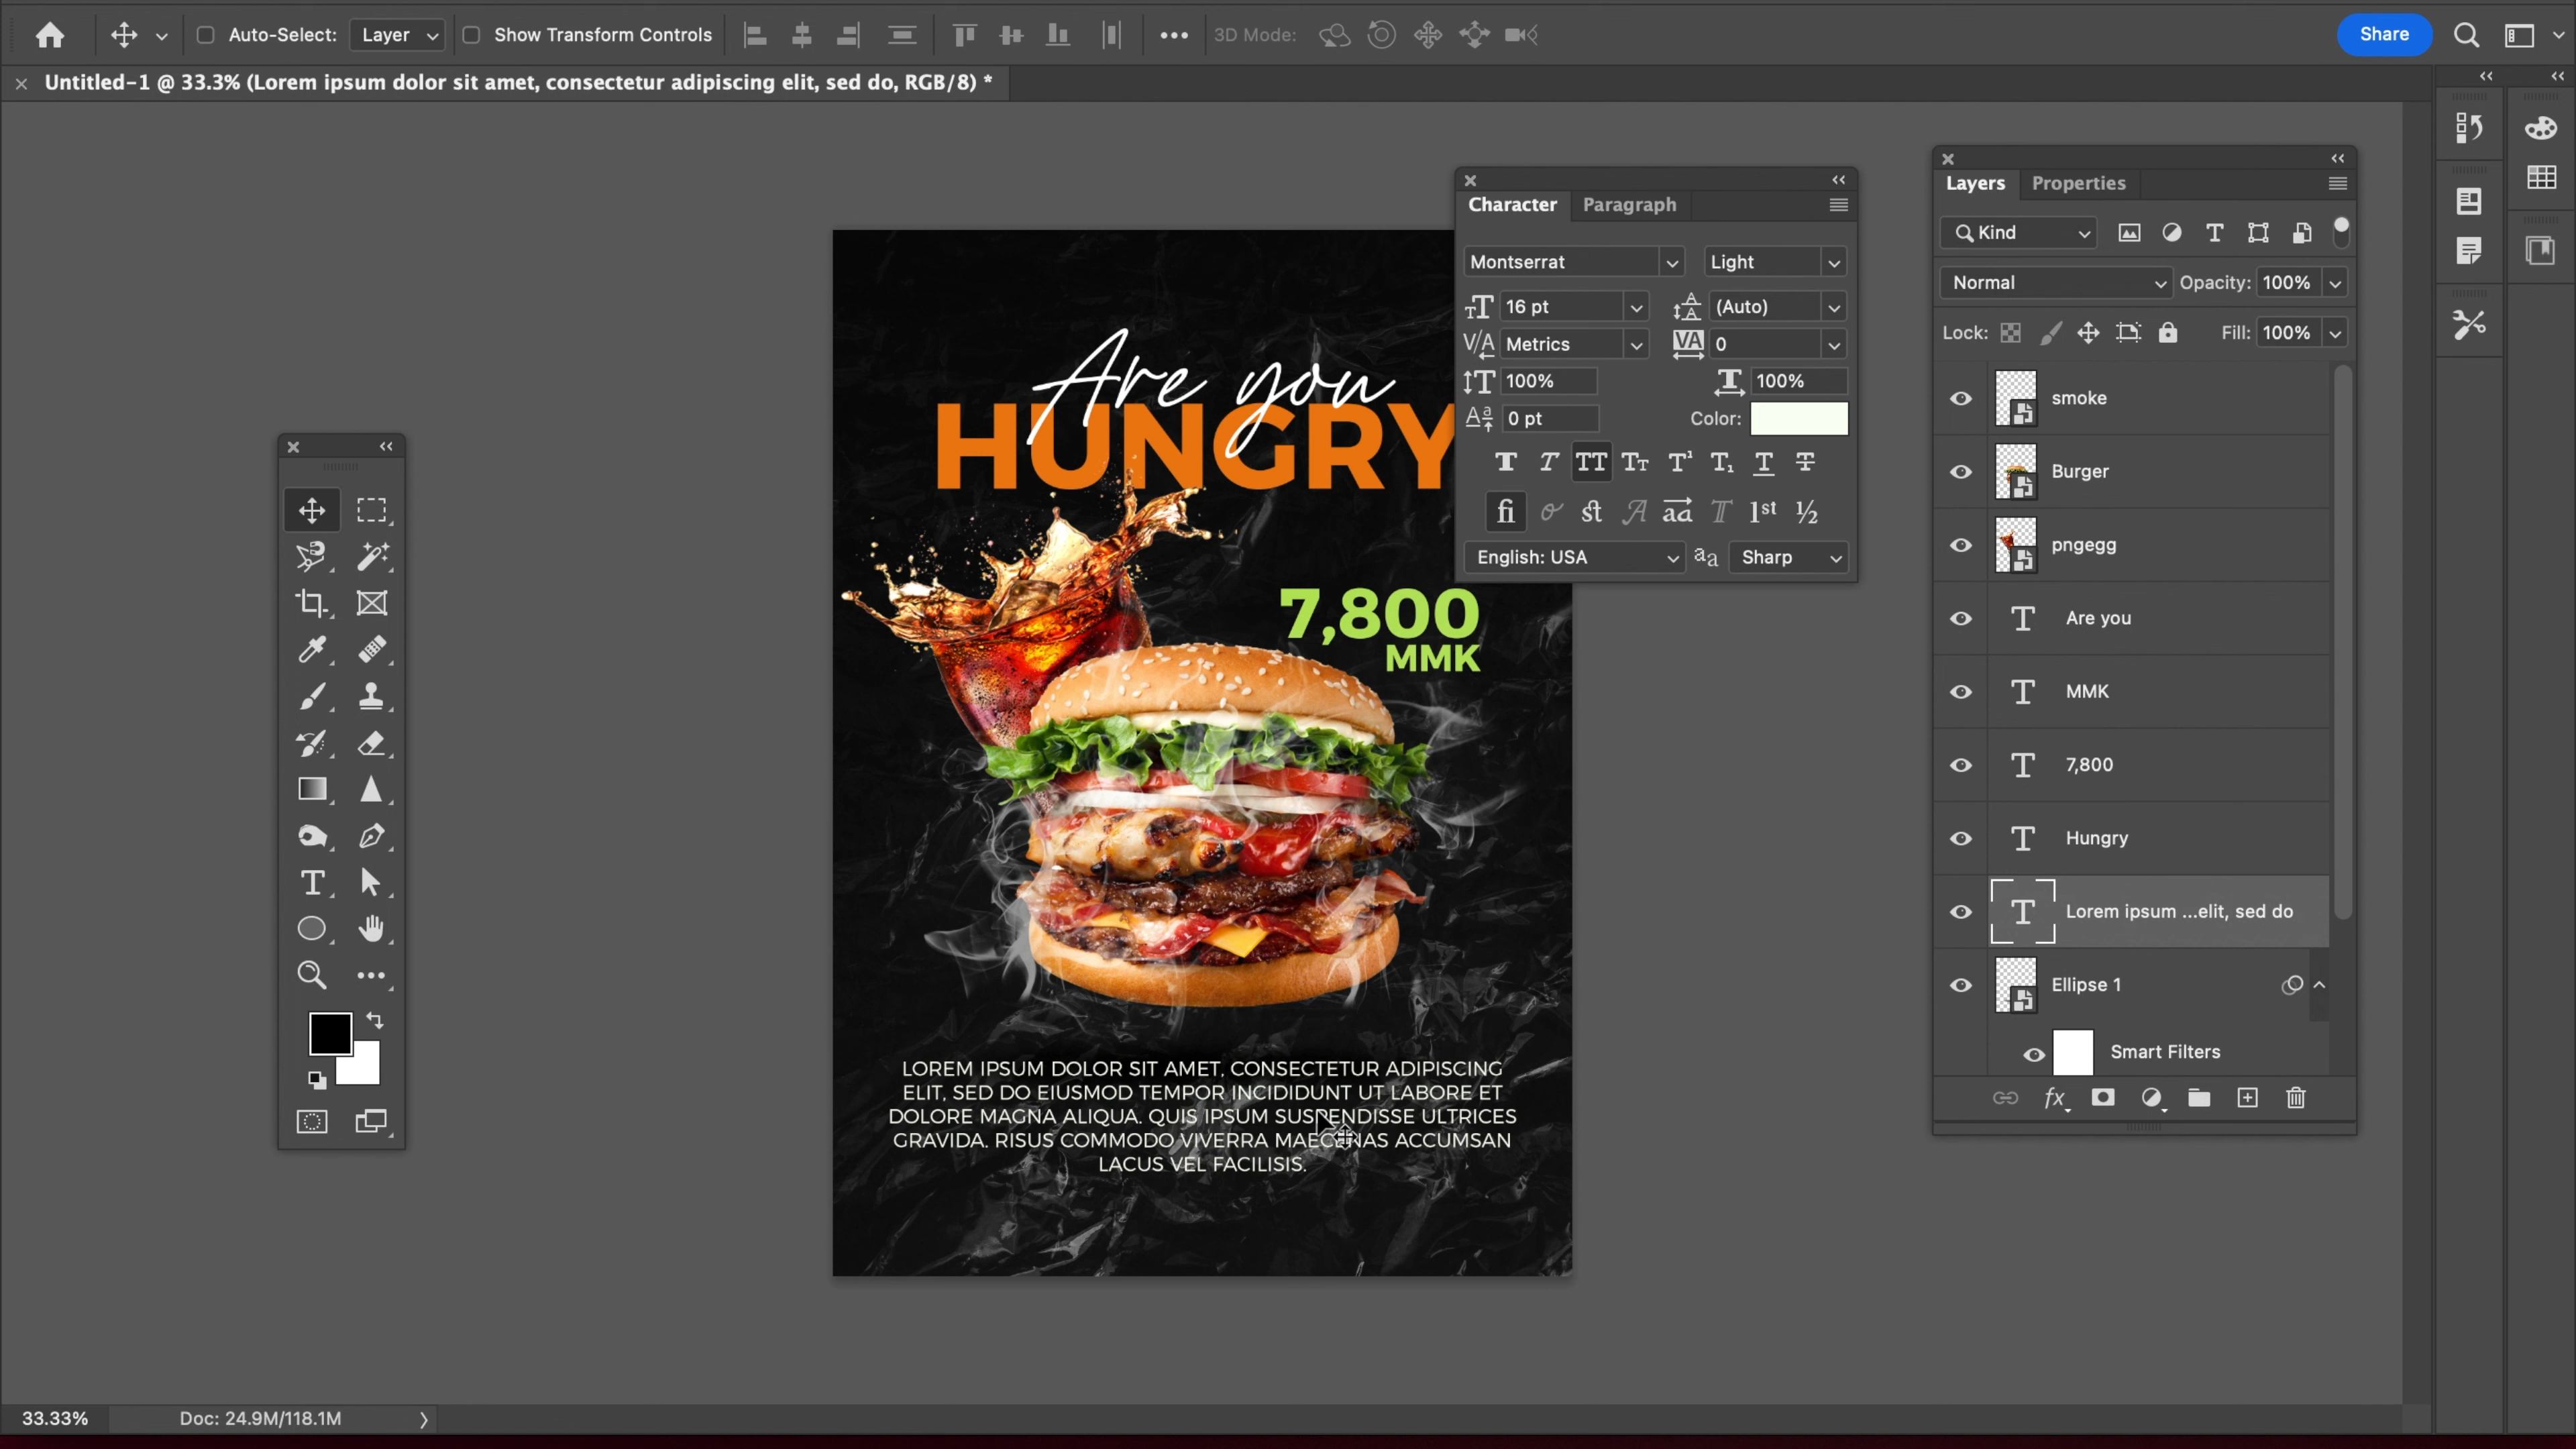 Auto-Select:
Layer
Show Transform Controls
3D Mode:
Share
Untitled-1 @ 33.3% (Lorem ipsum dolor sit amet, consectetur adipiscing elit, sed do, RGB/8) *
Character
Paragraph
Montserrat
Light
16 pt
(Auto)
Metrics
0
100%
100%
0 pt
Color:
English: USA
Sharp
Layers
Properties
Kind
Normal
Opacity: 100%
Lock:
Fill: 100%
smoke
Burger
pngegg
Are you
MMK
7,800
Hungry
Lorem ipsum ...elit, sed do
Ellipse 1
Smart Filters
fx
Are you
HUNGRY
7,800
MMK
LOREM IPSUM DOLOR SIT AMET, CONSECTETUR ADIPISCING
ELIT, SED DO EIUSMOD TEMPOR INCIDIDUNT UT LABORE ET
DOLORE MAGNA ALIQUA. QUIS IPSUM SUSPENDISSE ULTRICES
GRAVIDA. RISUS COMMODO VIVERRA MAECENAS ACCUMSAN
LACUS VEL FACILISIS.
33.33%
Doc: 24.9M/118.1M